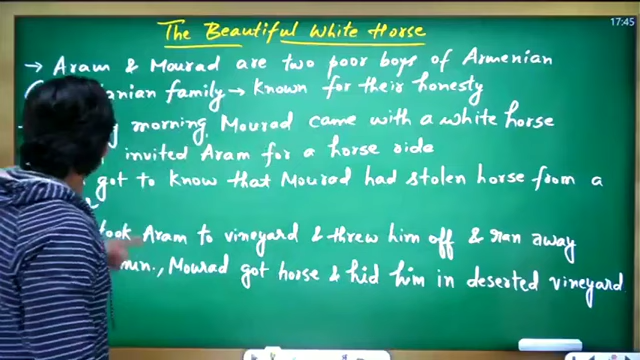 17:45
The Beautiful White Horse
→ Aram & Mourad are two poor boys of Armenian
family → Known for their honesty
morning, Mourad came with a white horse
invited Aram for a horse ride
got to know that Mourad had stolen horse from a
took Aram to vineyard & threw him off & ran away
min., Mourad got horse & hid him in deserted vineyard